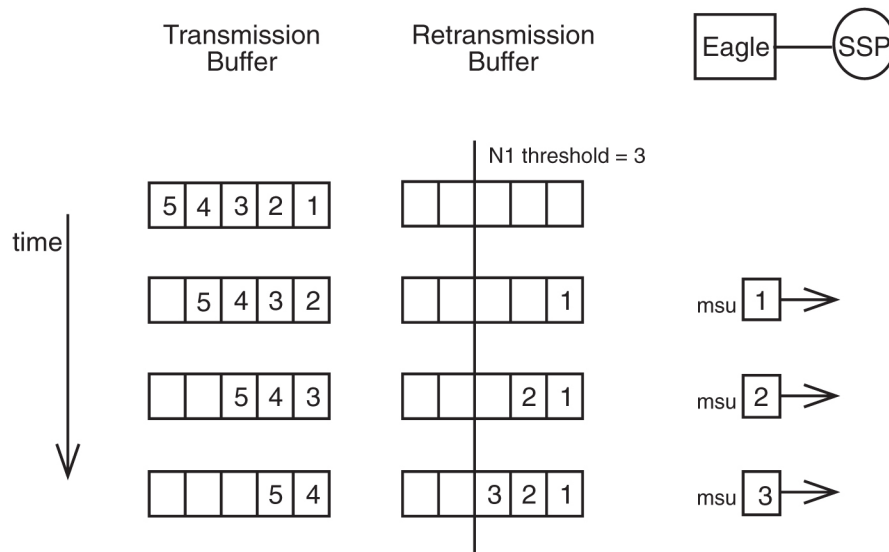 Transmission
Buffer
Retransmission
Buffer
Eagle
SSP
N1 threshold = 3
5 4 3 2 1
time
5 4 3 2
1
msu 1
5 4 3
2 1
msu 2
5 4
3 2 1
msu 3